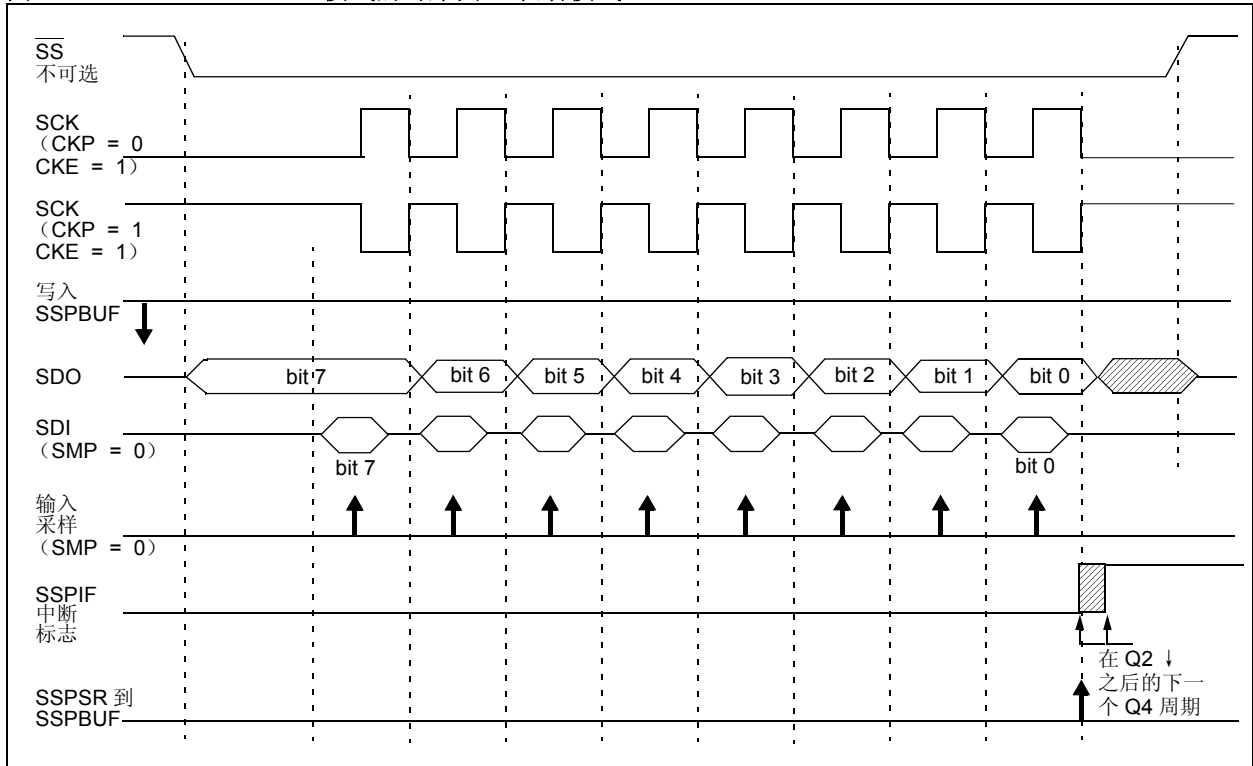 SS
不可选
SCK
（CKP = 0
CKE = 1）
SCK
（CKP = 1
CKE = 1）
写入
SSPBUF
SDO
bit 7
bit 6
bit 5
bit 4
bit 3
bit 2
bit 1
bit 0
SDI
（SMP = 0）
bit 7
bit 0
输入
采样
（SMP = 0）
SSPIF
中断
标志
在 Q2 ↓
之后的下一
个 Q4 周期
SSPSR 到
SSPBUF